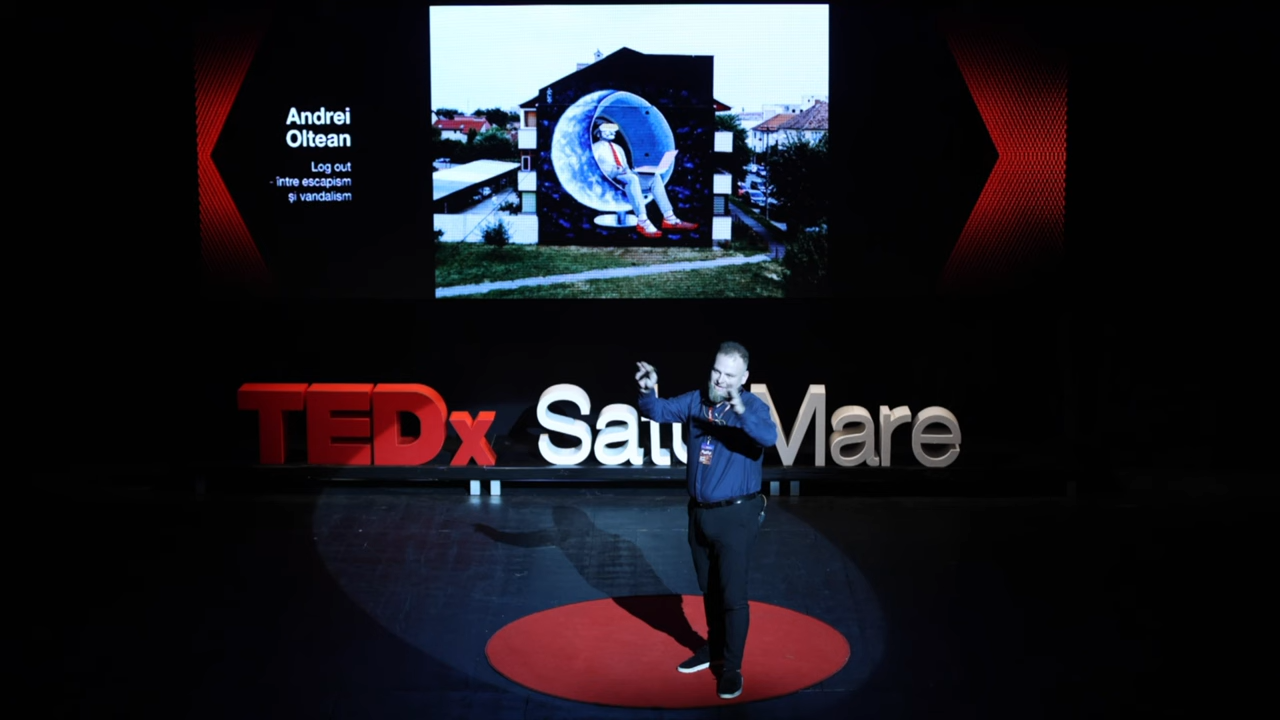 Andrei
Oltean
Log out
- între escapism
și vandalism
TEDx Satu Mare